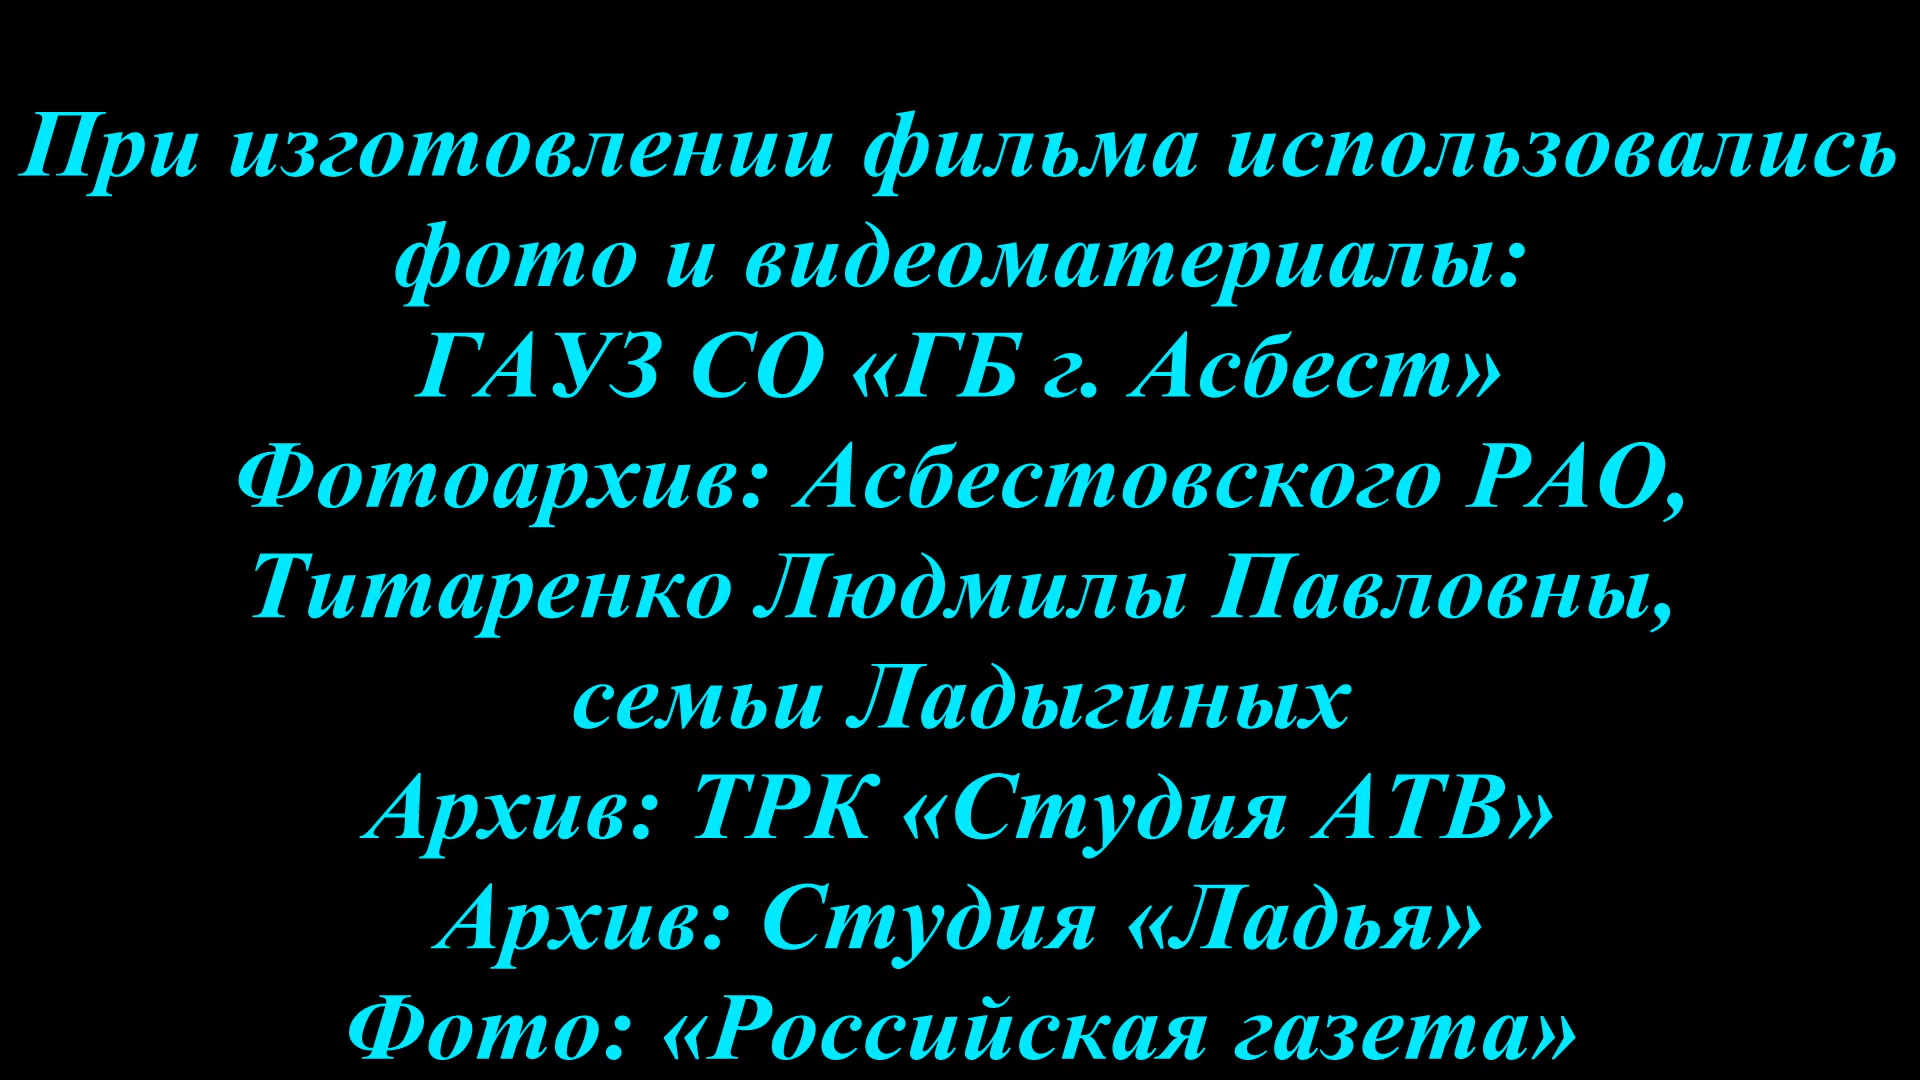 При изготовлении фильма использовались
фото и видеоматериалы:
ГАУЗ СО «ГБ г. Асбест»
Фотоархив: Асбестовского РАО,
Титаренко Людмилы Павловны,
семьи Ладыгиных
Архив: ТРК «Студия АТВ»
Архив: Студия «Ладья»
Фото: «Российская газета»